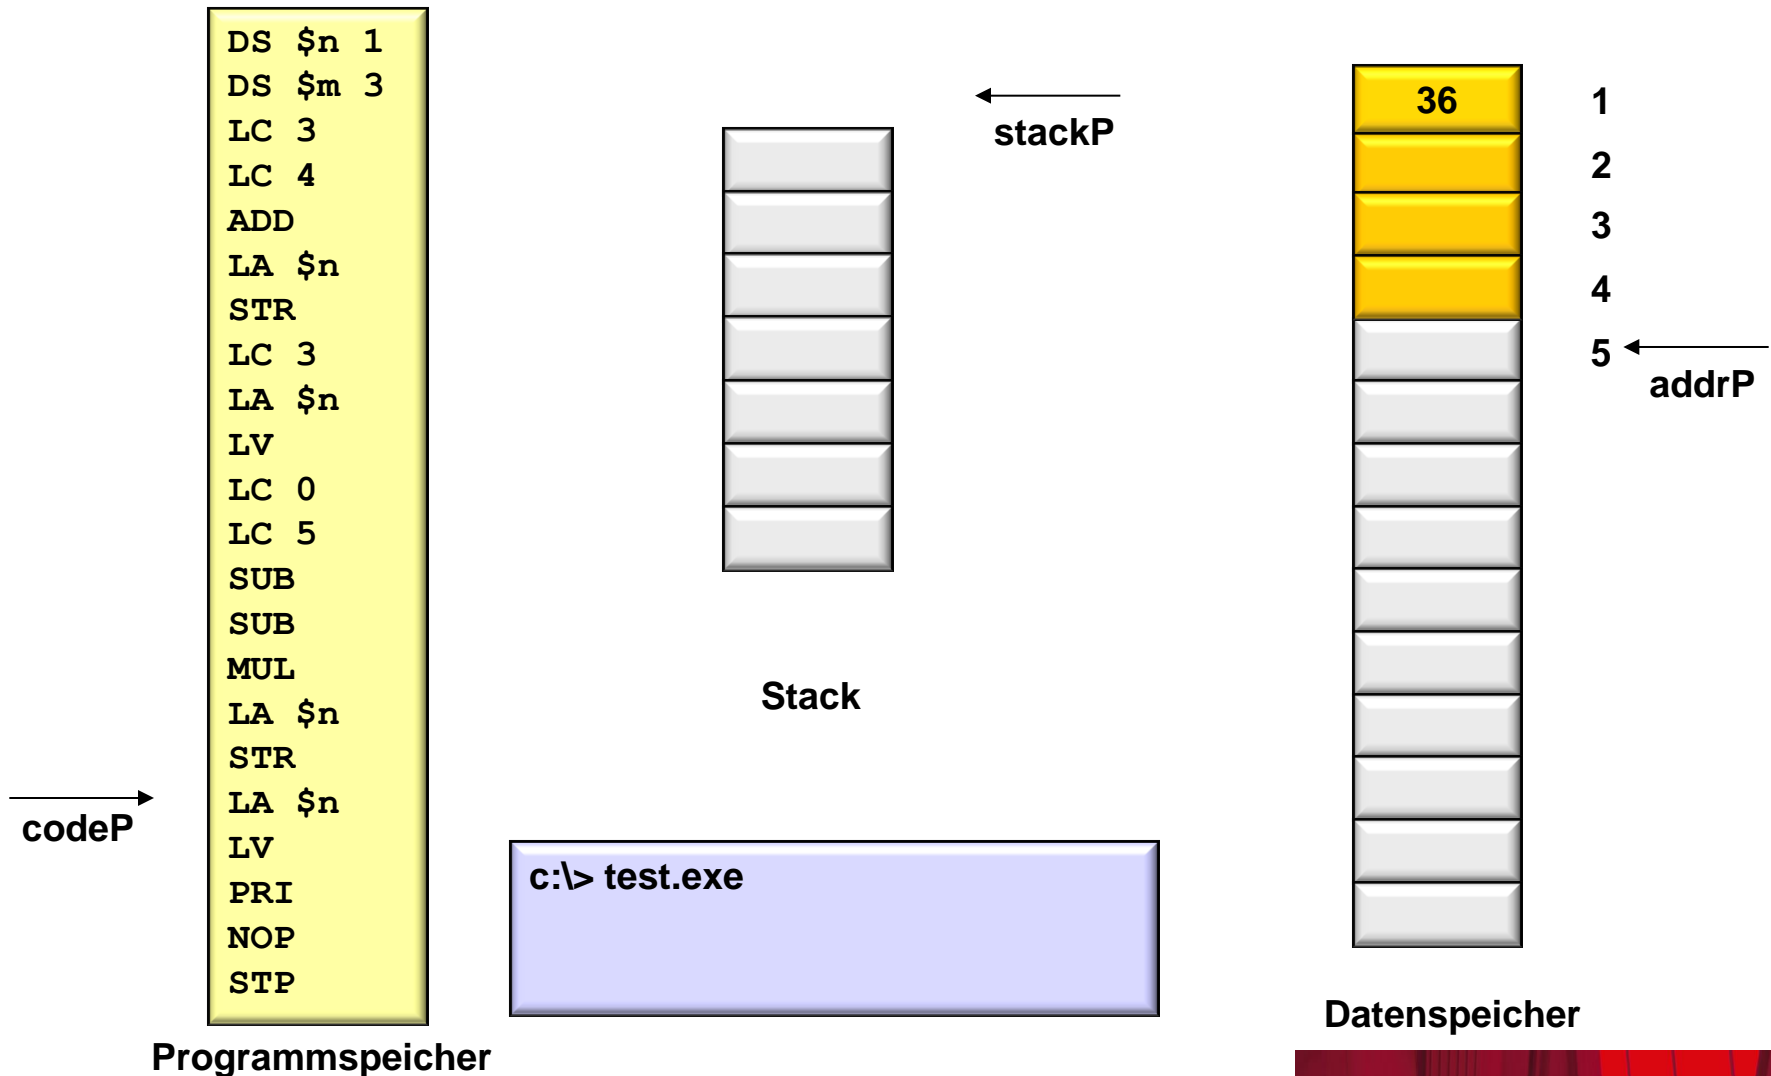 DS $n 1
DS $m 3
LC 3
LC 4
ADD
LA $n
STR
LC 3
LA $n
LV
LC 0
LC 5
SUB
SUB
MUL
LA $n
STR
LA $n
LV
PRI
NOP
STP
codeP
Programmspeicher
stackP
Stack
c:\> test.exe
36
1
2
3
4
5
addrP
Datenspeicher